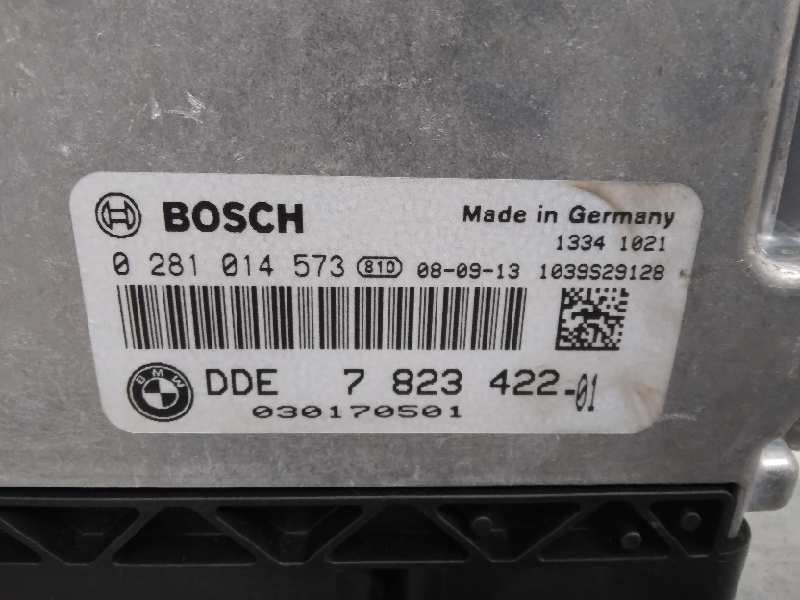 BOSCH
Made in Germany
1334 1021
0 281 014 573 810 08-09-13 1039S29128
BMW
DDE 7 823 422-01
030170501